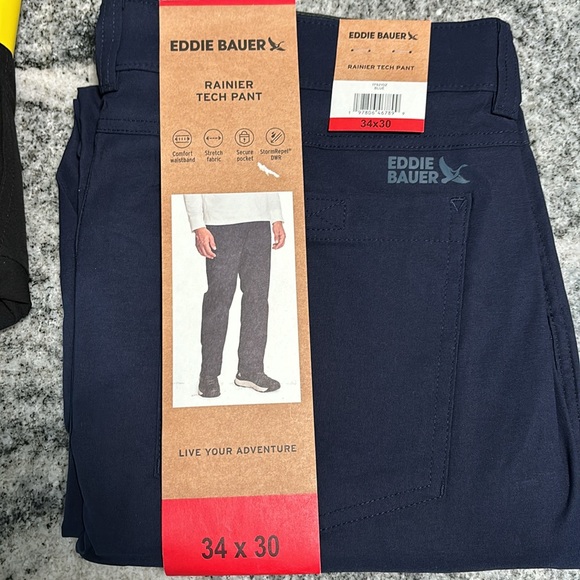 EDDIE BAUER
RAINIER
TECH PANT
Comfort
waistband
Stretch
fabric
Secure
pocket
StormRepel®
DWR
LIVE YOUR ADVENTURE
34 x 30
EDDIE BAUER
RAINIER TECH PANT
BLUE
34x30
EDDIE
BAUER